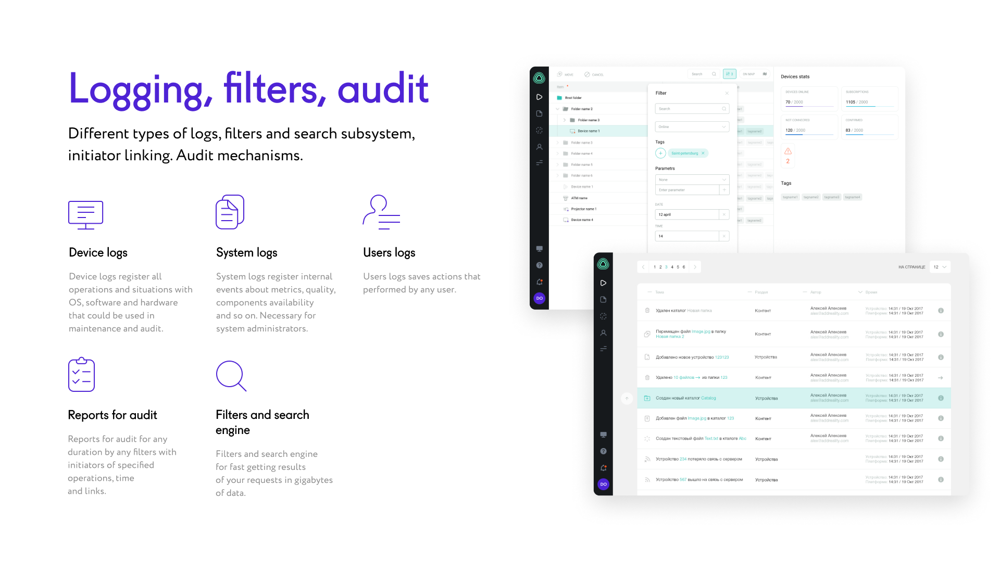 Logging, filters, audit
Different types of logs, filters and search subsystem,
initiator linking. Audit mechanisms.
Device logs
Device logs register all
operations and situations with
OS, software and hardware
that could be used in
maintenance and audit.
System logs
System logs register internal
events about metrics, quality,
components availability
and so on. Necessary for
system administrators.
Users logs
Users logs saves actions that
performed by any user.
Reports for audit
Reports for audit for any
duration by any filters with
initiators of specified
operations, time
and links.
Filters and search
engine
Filters and search engine
for fast getting results
of your requests in gigabytes
of data.
MOVE
CANCEL
Search
3
ON MAP
Item *
Root folder
Folder name 2
Folder name 3
Device name 1
Folder name 3
Folder name 4
Folder name 5
Folder name 6
Device name 1
ATM name
Projector name 1
Device name 4
DO
Filter
Search
Online
Tags
Saint-petersburg
Parametrs
None
Enter parameter
DATE
12 april
TIME
14
tagname2
tagname2
tagname2
tagname2
tagname2
tagname2
Devices stats
DEVICES ONLINE
70 / 2000
SUBSCRIPTIONS
1105 / 2000
NOT CONNECRED
120 / 2000
CONFIRMED
83 / 2000
2
Tags
tagname1 tagname2 tagname3 tagname4
1 2 3 4 5 6
НА СТРАНИЦЕ 12
Тема Раздел Автор Время
Удален каталог Новая папка
Контент
Алексей Алексеев
alex@addreality.com
Устройство: 14:31 / 19 Окт 2017
Платформа: 14:31 / 19 Окт 2017
Перемещен файл Image.jpg в папку
Новая папка 2
Контент
Алексей Алексеев
alex@addreality.com
Устройство: 14:31 / 19 Окт 2017
Платформа: 14:31 / 19 Окт 2017
Добавлено новое устройство 123123
Устройства
Алексей Алексеев
alex@addreality.com
Устройство: 14:31 / 19 Окт 2017
Платформа: 14:31 / 19 Окт 2017
Удалено 10 файлов → из папки 123
Контент
Алексей Алексеев
alex@addreality.com
Устройство: 14:31 / 19 Окт 2017
Платформа: 14:31 / 19 Окт 2017
Создан новый каталог Catalog
Устройства
Алексей Алексеев
alex@addreality.com
Устройство: 14:31 / 19 Окт 2017
Платформа: 14:31 / 19 Окт 2017
Добавлен файл Image.jpg в каталог 123
Контент
Алексей Алексеев
alex@addreality.com
Устройство: 14:31 / 19 Окт 2017
Платформа: 14:31 / 19 Окт 2017
Создан текстовый файл Text.txt в кталоге Abc
Контент
Алексей Алексеев
alex@addreality.com
Устройство: 14:31 / 19 Окт 2017
Платформа: 14:31 / 19 Окт 2017
Устройство 234 потеряло связь с сервером
Устройства
Устройство: 14:31 / 19 Окт 2017
Платформа: 14:31 / 19 Окт 2017
Устройство 567 вышло на связь с сервером
Устройства
Устройство: 14:31 / 19 Окт 2017
Платформа: 14:31 / 19 Окт 2017
DO